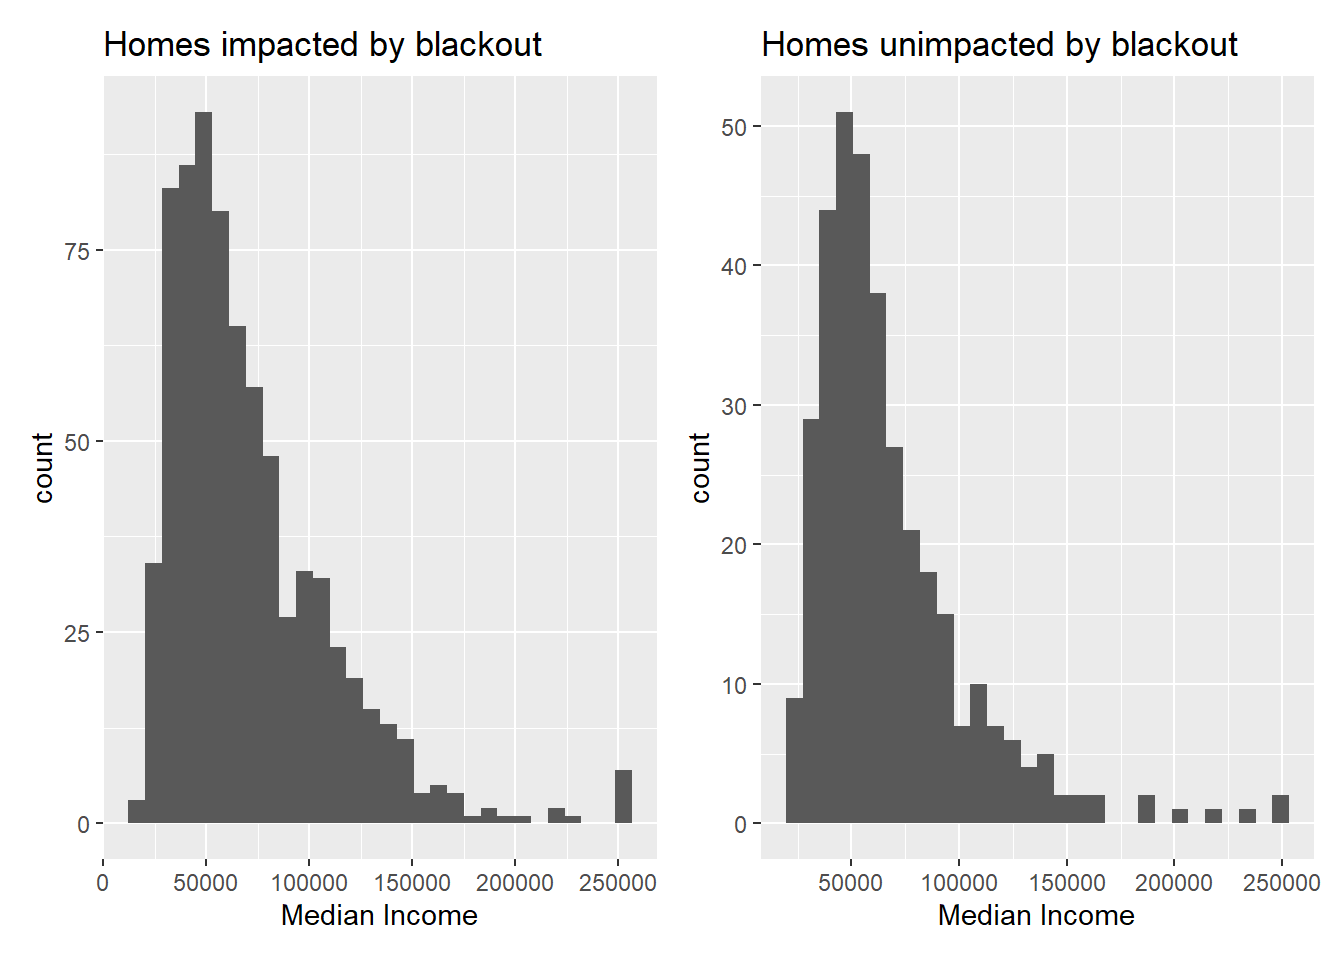 Homes impacted by blackout
count
75
50
25
0
0 50000 100000 150000 200000 250000
Median Income
Homes unimpacted by blackout
count
50
40
30
20
10
0
50000 100000 150000 200000 250000
Median Income